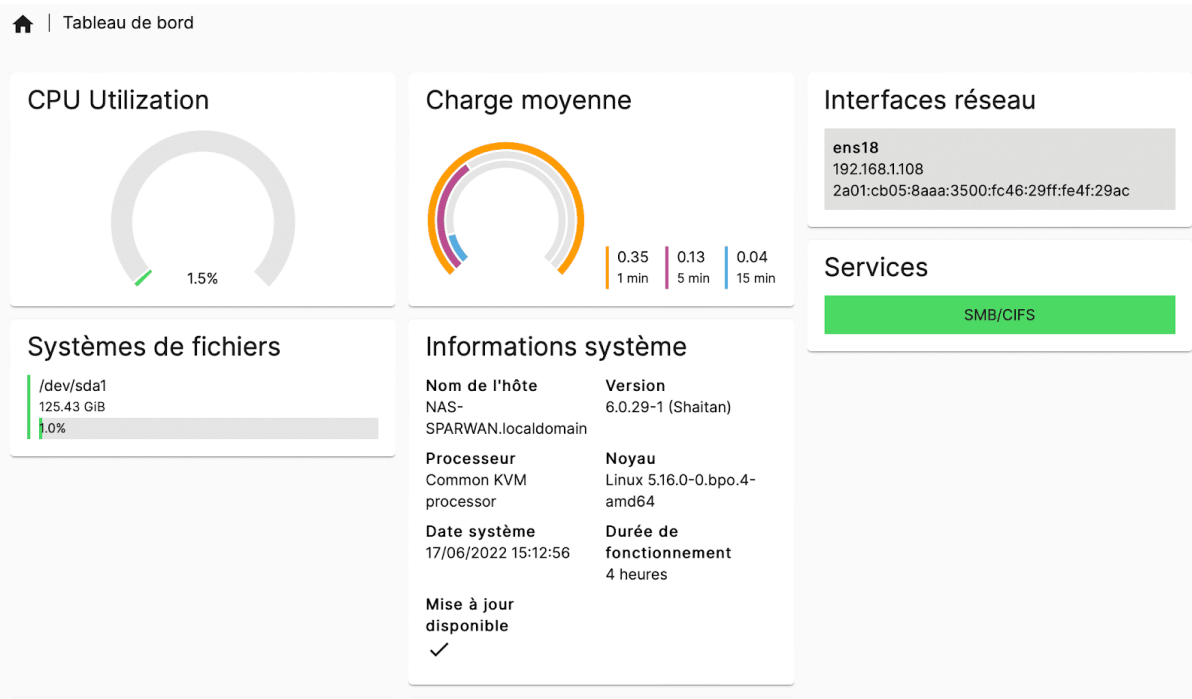 Tableau de bord
CPU Utilization
1.5%
Charge moyenne
0.35
1 min
0.13
5 min
0.04
15 min
Interfaces réseau
ens18
192.168.1.108
2a01:cb05:8aaa:3500:fc46:29ff:fe4f:29ac
Services
SMB/CIFS
Systèmes de fichiers
/dev/sda1
125.43 GiB
1.0%
Informations système
Nom de l'hôte
NAS-
SPARWAN.localdomain
Version
6.0.29-1 (Shaitan)
Processeur
Common KVM
processor
Noyau
Linux 5.16.0-0.bpo.4-
amd64
Date système
17/06/2022 15:12:56
Durée de
fonctionnement
4 heures
Mise à jour
disponible